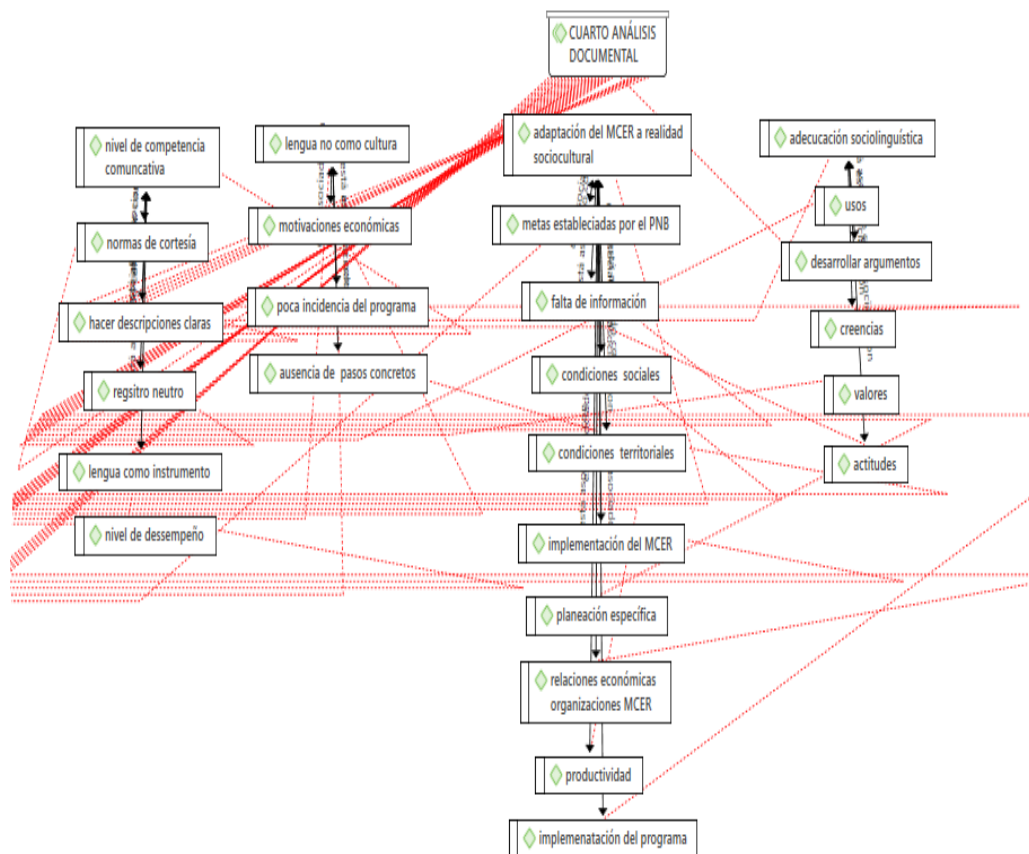 CUARTO ANÁLISIS
DOCUMENTAL
nivel de competencia
comuncativa
normas de cortesía
hacer descripciones claras
regsitro neutro
lengua como instrumento
nivel de dessempeño
lengua no como cultura
motivaciones económicas
poca incidencia del programa
ausencia de pasos concretos
adaptación del MCER a realidad
sociocultural
metas estableciadas por el PNB
falta de información
condiciones sociales
condiciones territoriales
implementación del MCER
planeación específica
relaciones económicas
organizaciones MCER
productividad
implemenatación del programa
adecucación sociolinguística
usos
desarrollar argumentos
creencias
valores
actitudes